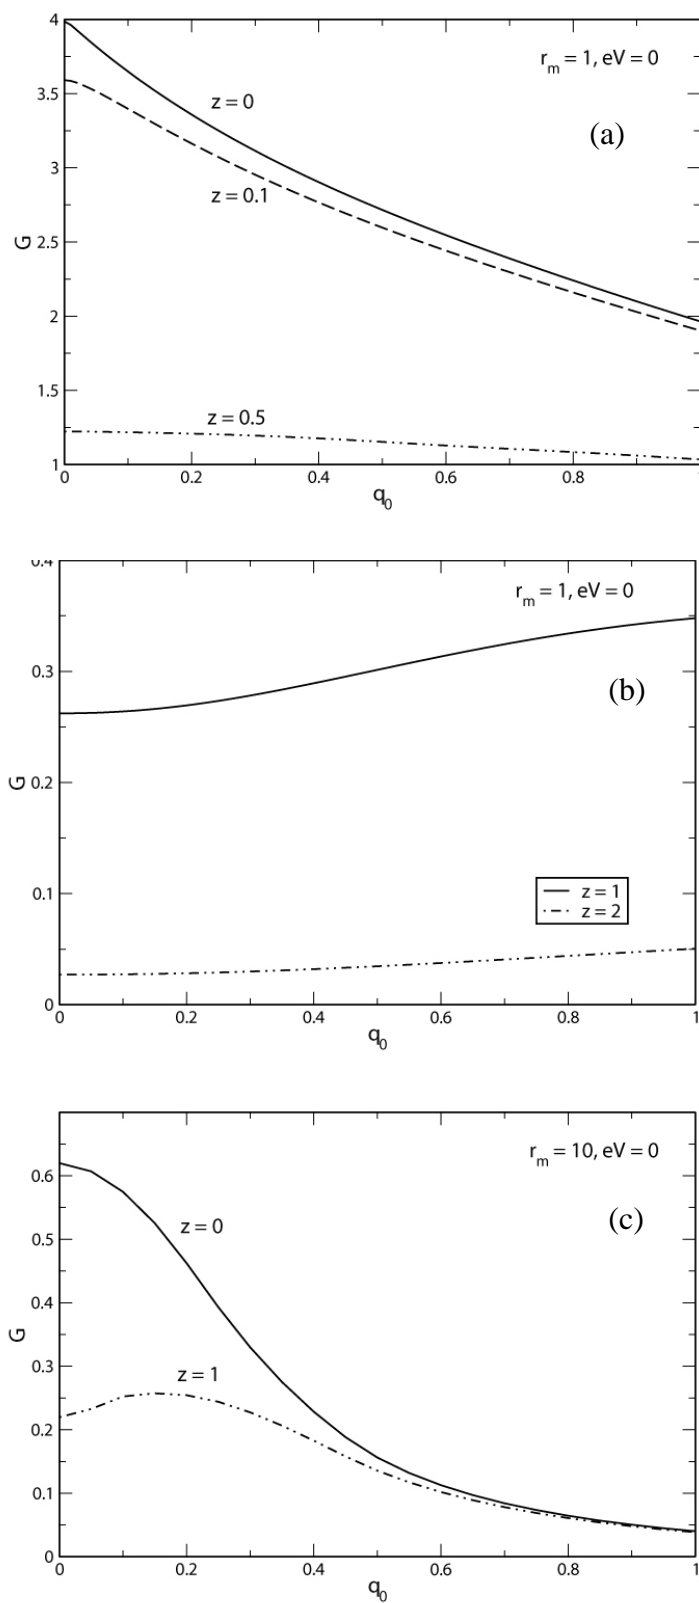 4
r_m = 1, eV = 0
3.5
z = 0
(a)
3
z = 0.1
G
2.5
2
1.5
z = 0.5
1
0 0.2 0.4 0.6 0.8 1
q_0
0.4
r_m = 1, eV = 0
0.3
(b)
G
0.2
0.1
z = 1
z = 2
0
0 0.2 0.4 0.6 0.8 1
q_0
r_m = 10, eV = 0
0.6
(c)
z = 0
0.5
0.4
G
0.3
z = 1
0.2
0.1
0
0 0.2 0.4 0.6 0.8 1
q_0